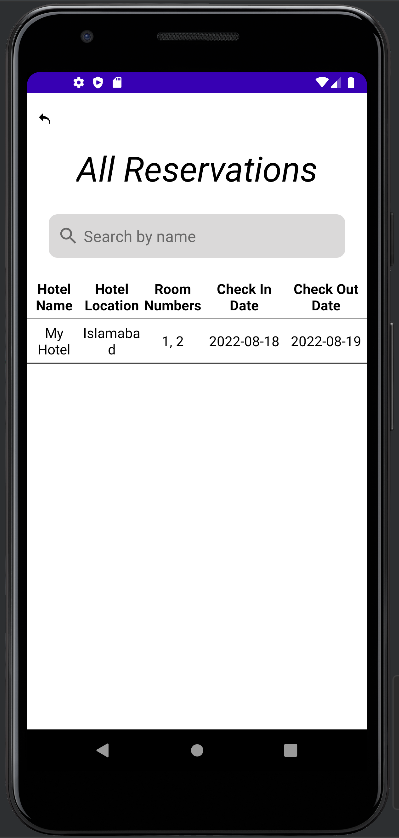 All Reservations
Search by name
Hotel Name Hotel Location Room Numbers Check In Date Check Out Date
My Hotel Islamabad 1, 2 2022-08-18 2022-08-19